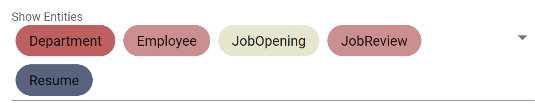 Show Entities
Department Employee JobOpening JobReview
Resume